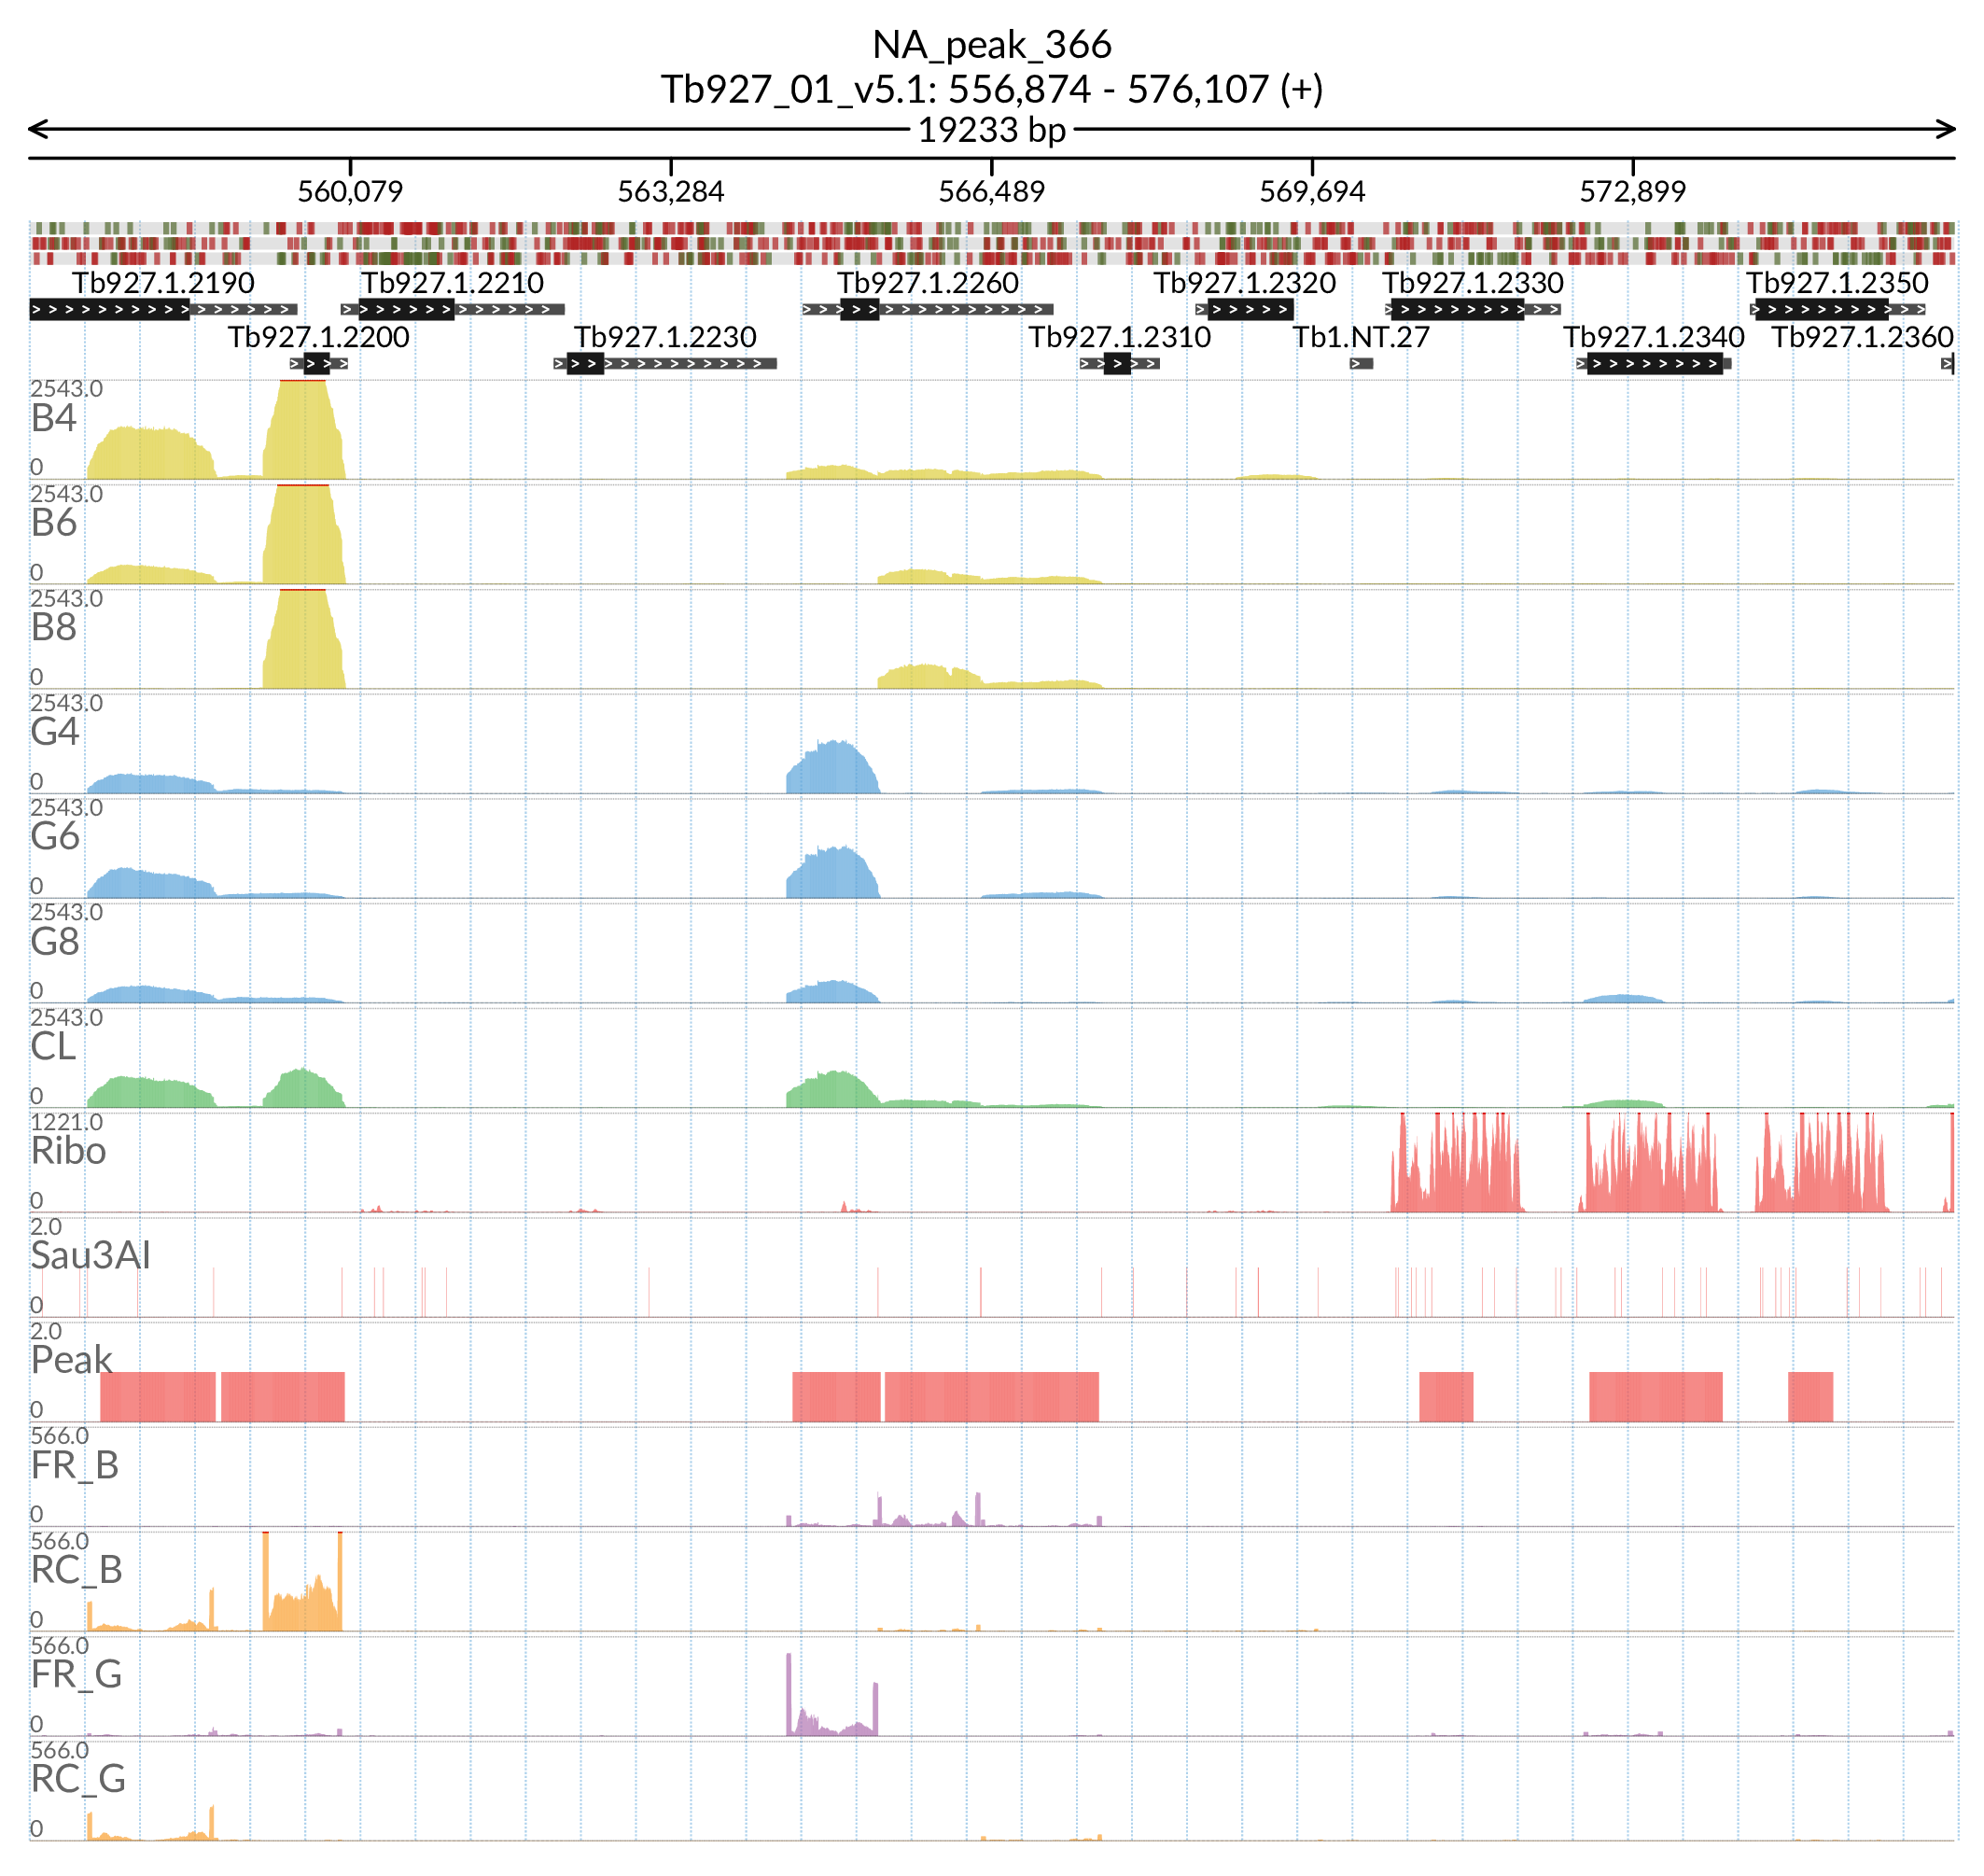 NA_peak_366
Tb927_01_v5.1: 556,874 - 576,107 (+)
19233 bp
560,079 563,284 566,489 569,694 572,899
Tb927.1.2190 Tb927.1.2210 Tb927.1.2260 Tb927.1.2320 Tb927.1.2330 Tb927.1.2350
Tb927.1.2200 Tb927.1.2230 Tb927.1.2310 Tb1.NT.27 Tb927.1.2340 Tb927.1.2360
2543.0
B4
0
2543.0
B6
0
2543.0
B8
0
2543.0
G4
0
2543.0
G6
0
2543.0
G8
0
2543.0
CL
0
1221.0
Ribo
0
2.0
Sau3AI
0
2.0
Peak
0
566.0
FR_B
0
566.0
RC_B
0
566.0
FR_G
0
566.0
RC_G
0